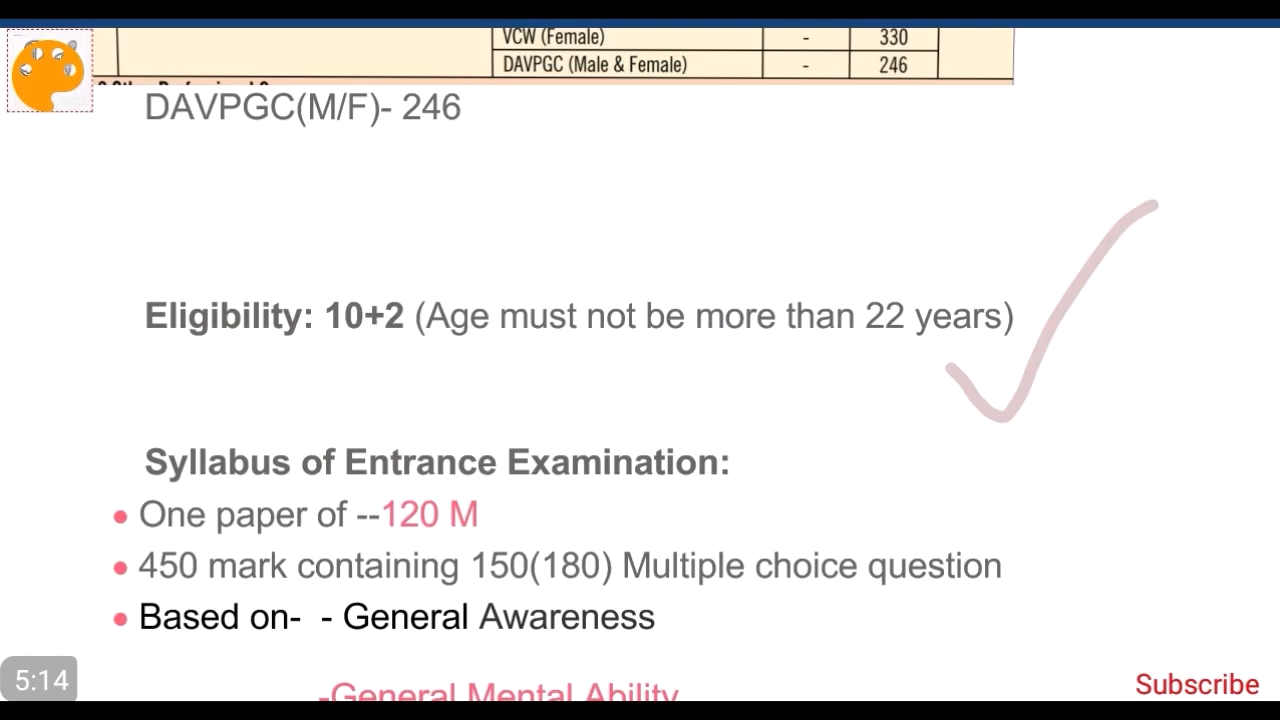 VCW (Female) - 330
DAVPGC (Male & Female) - 246
DAVPGC(M/F)- 246
Eligibility: 10+2 (Age must not be more than 22 years)
Syllabus of Entrance Examination:
• One paper of --120 M
• 450 mark containing 150(180) Multiple choice question
• Based on- - General Awareness
-General Mental Ability
5:14
Subscribe